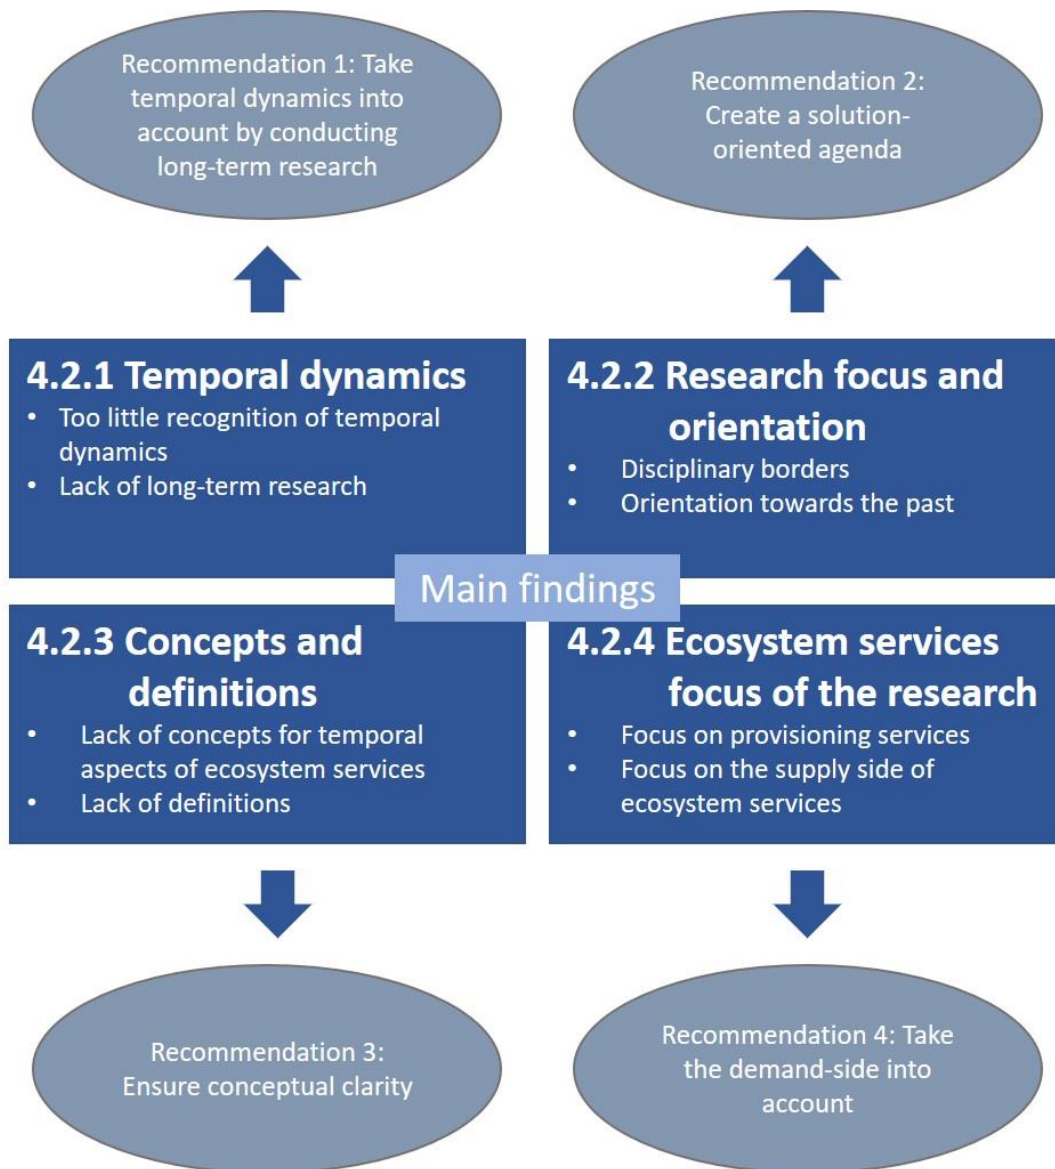 Recommendation 1: Take
temporal dynamics into
account by conducting
long-term research
Recommendation 2:
Create a solution-
oriented agenda
4.2.1 Temporal dynamics
• Too little recognition of temporal
dynamics
• Lack of long-term research
4.2.2 Research focus and
orientation
• Disciplinary borders
• Orientation towards the past
Main findings
4.2.3 Concepts and
definitions
• Lack of concepts for temporal
aspects of ecosystem services
• Lack of definitions
4.2.4 Ecosystem services
focus of the research
• Focus on provisioning services
• Focus on the supply side of
ecosystem services
Recommendation 3:
Ensure conceptual clarity
Recommendation 4: Take
the demand-side into
account